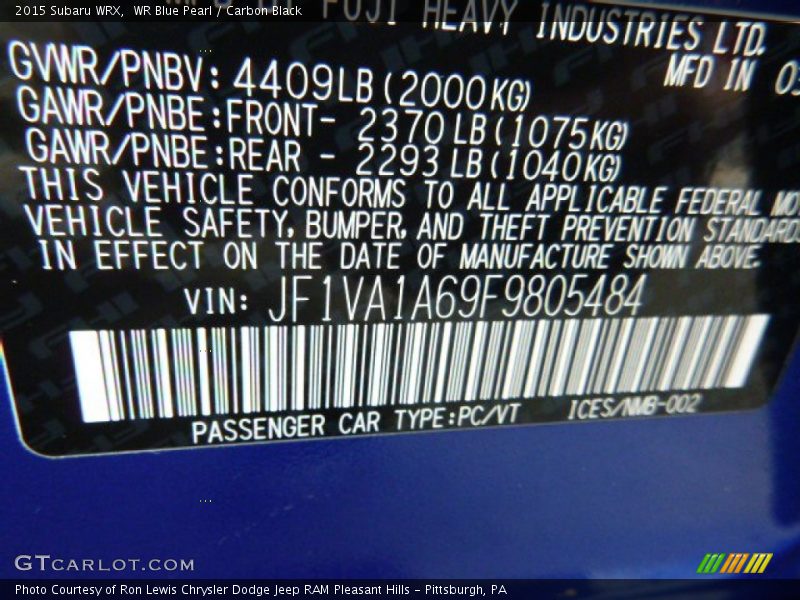 2015 Subaru WRX, WR Blue Pearl / Carbon Black
FUJI HEAVY INDUSTRIES LTD.
MFD IN
GVWR/PNBV: 4409LB (2000KG)
GAWR/PNBE:FRONT- 2370 LB (1075KG)
GAWR/PNBE:REAR - 2293 LB (1040KG)
THIS VEHICLE CONFORMS TO ALL APPLICABLE FEDERAL
VEHICLE SAFETY, BUMPER, AND THEFT PREVENTION STANDARDS
IN EFFECT ON THE DATE OF MANUFACTURE SHOWN ABOVE.
VIN: JF1VA1A69F9805484
PASSENGER CAR TYPE:PC/VT ICES/NMB-002
GTCARLOT.COM
Photo Courtesy of Ron Lewis Chrysler Dodge Jeep RAM Pleasant Hills - Pittsburgh, PA